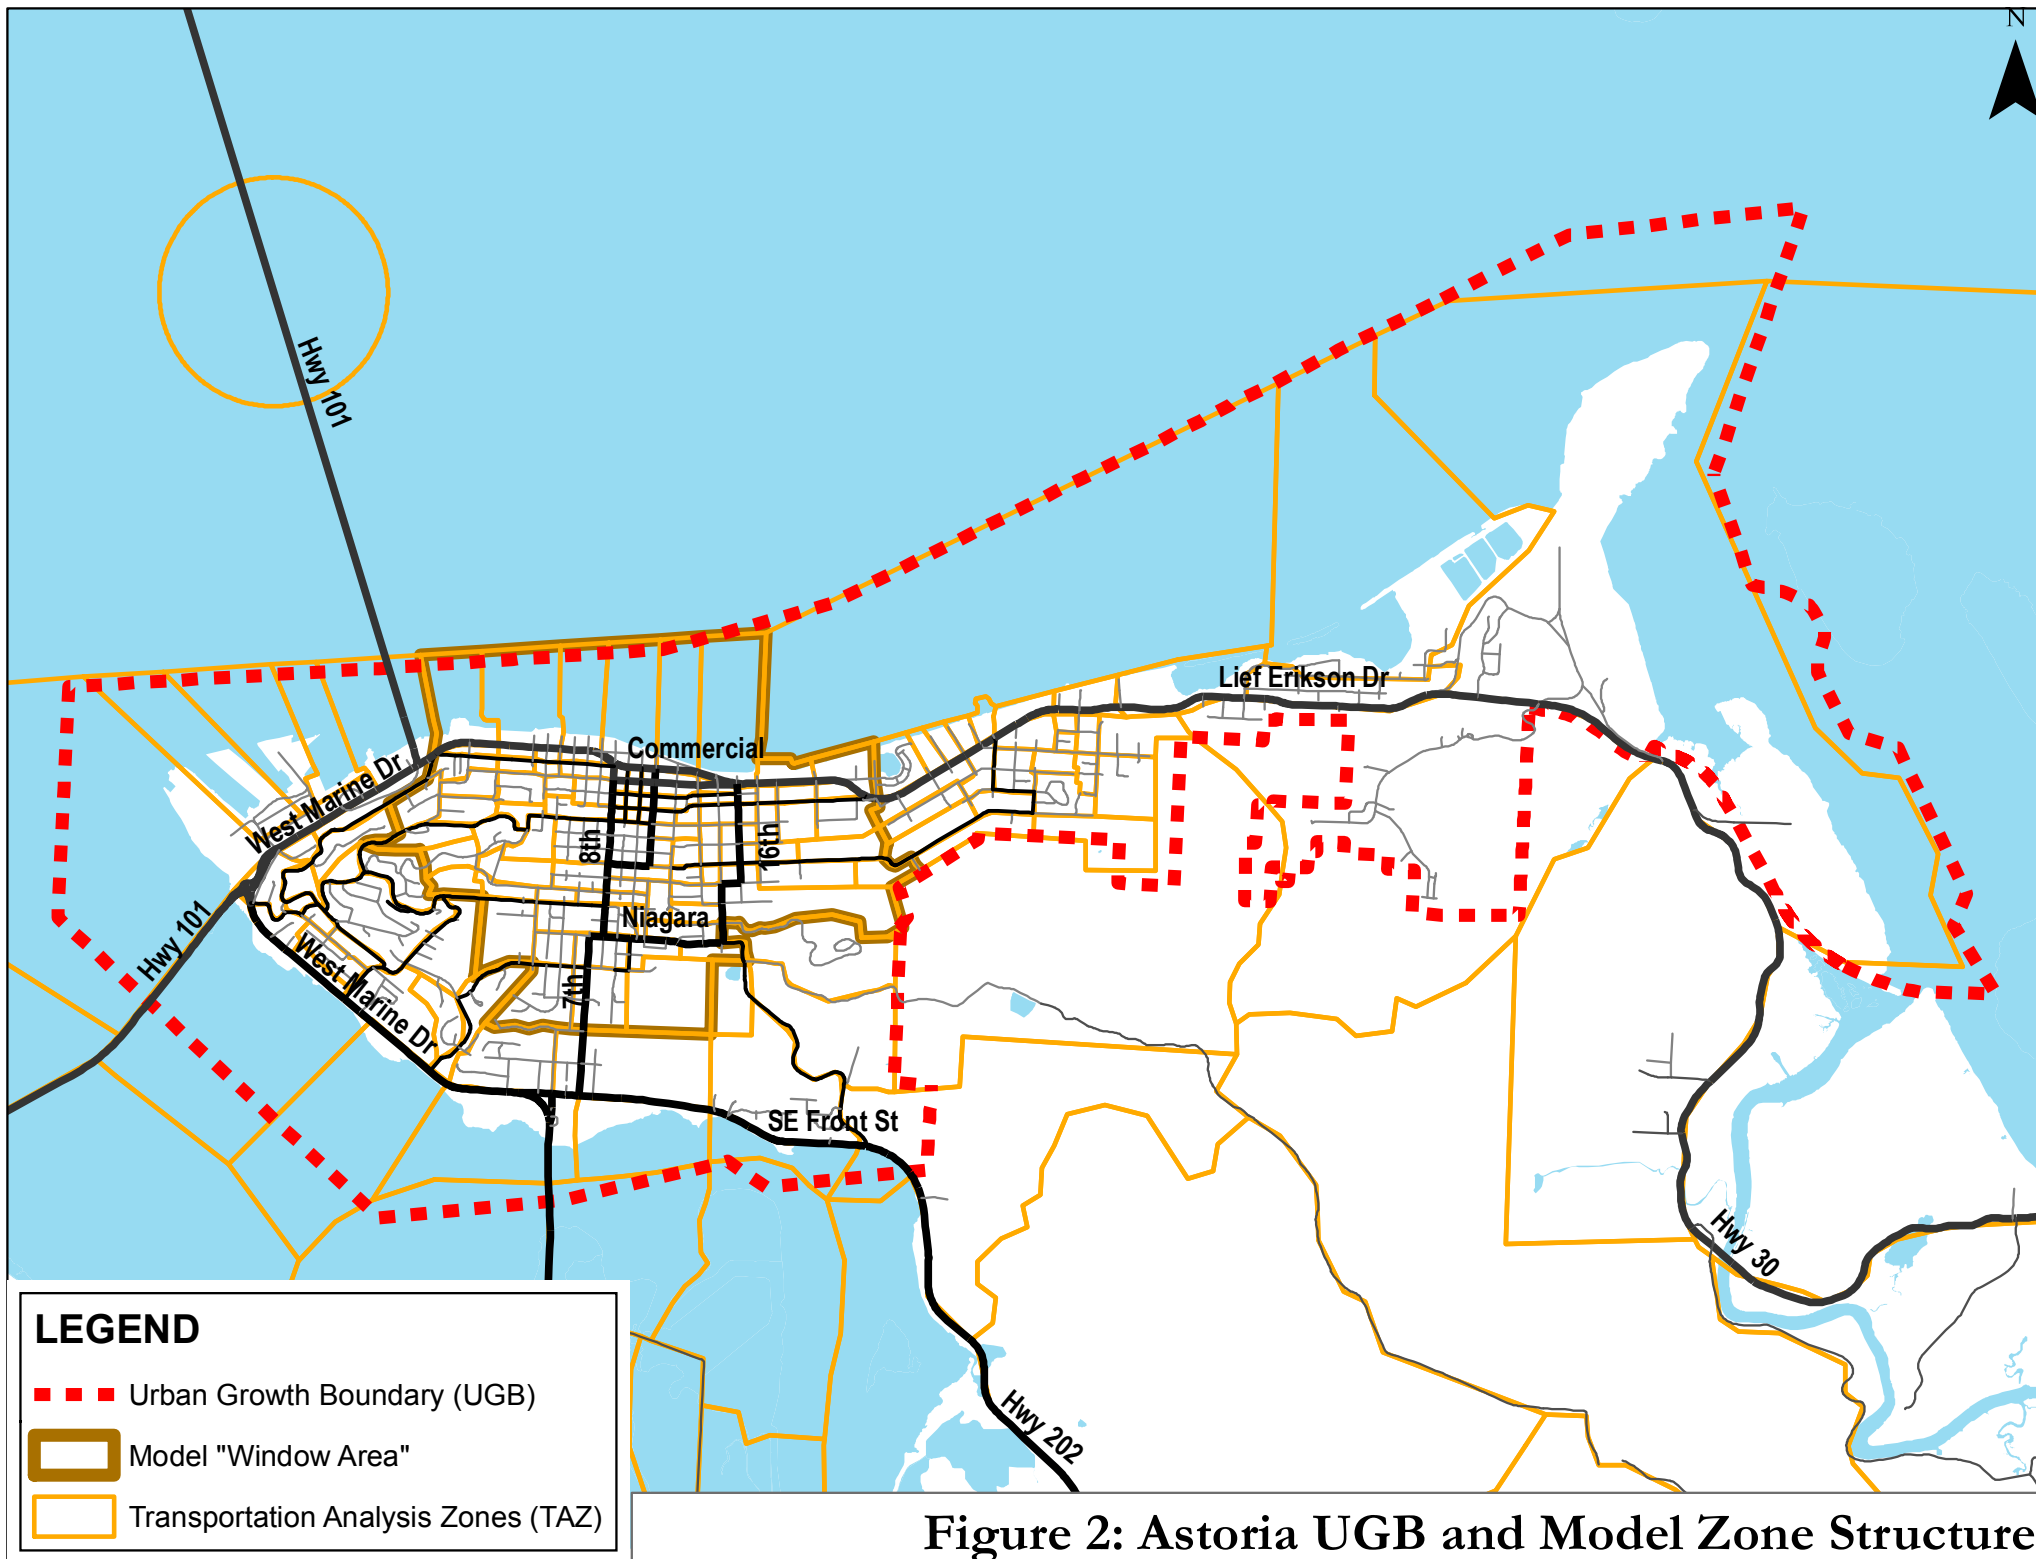 N
Hwy 101
Lief Erikson Dr
Commercial
West Marine Dr
8th
16th
Niagara
Hwy 101
West Marine Dr
7th
SE Front St
Hwy 30
Hwy 202
LEGEND
Urban Growth Boundary (UGB)
Model "Window Area"
Transportation Analysis Zones (TAZ)
Figure 2: Astoria UGB and Model Zone Structure